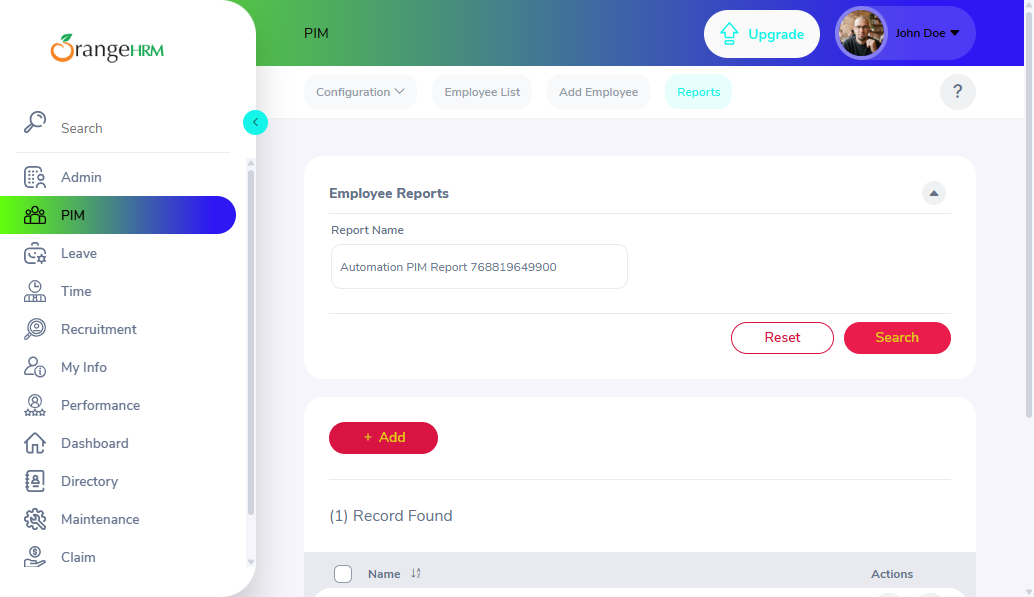 OrangeHRM
PIM
Upgrade
John Doe
Configuration
Employee List
Add Employee
Reports
?
Search
Admin
PIM
Leave
Time
Recruitment
My Info
Performance
Dashboard
Directory
Maintenance
Claim
Employee Reports
Report Name
Automation PIM Report 768819649900
Reset
Search
+ Add
(1) Record Found
Name
Actions